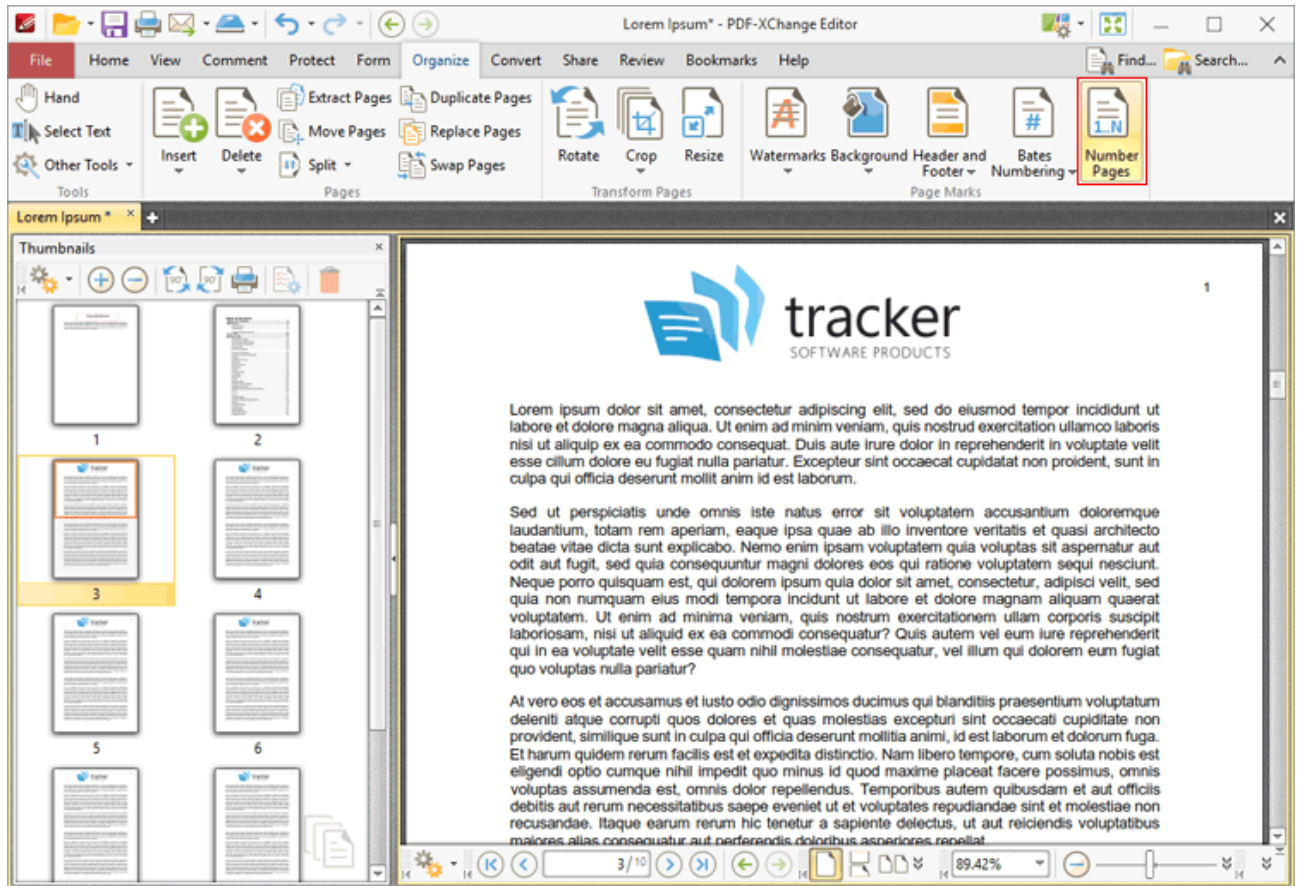 Lorem Ipsum* - PDF-XChange Editor
File Home View Comment Protect Form Organize Convert Share Review Bookmarks Help Find... Search...
Hand
Select Text
Other Tools
Tools
Insert
Delete
Extract Pages
Move Pages
Split
Duplicate Pages
Replace Pages
Swap Pages
Pages
Rotate
Crop
Resize
Transform Pages
Watermarks
Background
Header and
Footer
Bates
Numbering
Number
Pages
1..N
Page Marks
Lorem Ipsum *
Thumbnails
90° 90°
1
2
3
4
5
6
1
tracker
SOFTWARE PRODUCTS
Lorem ipsum dolor sit amet, consectetur adipiscing elit, sed do eiusmod tempor incididunt ut
labore et dolore magna aliqua. Ut enim ad minim veniam, quis nostrud exercitation ullamco laboris
nisi ut aliquip ex ea commodo consequat. Duis aute irure dolor in reprehenderit in voluptate velit
esse cillum dolore eu fugiat nulla pariatur. Excepteur sint occaecat cupidatat non proident, sunt in
culpa qui officia deserunt mollit anim id est laborum.
Sed ut perspiciatis unde omnis iste natus error sit voluptatem accusantium doloremque
laudantium, totam rem aperiam, eaque ipsa quae ab illo inventore veritatis et quasi architecto
beatae vitae dicta sunt explicabo. Nemo enim ipsam voluptatem quia voluptas sit aspernatur aut
odit aut fugit, sed quia consequuntur magni dolores eos qui ratione voluptatem sequi nesciunt.
Neque porro quisquam est, qui dolorem ipsum quia dolor sit amet, consectetur, adipisci velit, sed
quia non numquam eius modi tempora incidunt ut labore et dolore magnam aliquam quaerat
voluptatem. Ut enim ad minima veniam, quis nostrum exercitationem ullam corporis suscipit
laboriosam, nisi ut aliquid ex ea commodi consequatur? Quis autem vel eum iure reprehenderit
qui in ea voluptate velit esse quam nihil molestiae consequatur, vel illum qui dolorem eum fugiat
quo voluptas nulla pariatur?
At vero eos et accusamus et iusto odio dignissimos ducimus qui blanditiis praesentium voluptatum
deleniti atque corrupti quos dolores et quas molestias excepturi sint occaecati cupiditate non
provident, similique sunt in culpa qui officia deserunt mollitia animi, id est laborum et dolorum fuga.
Et harum quidem rerum facilis est et expedita distinctio. Nam libero tempore, cum soluta nobis est
eligendi optio cumque nihil impedit quo minus id quod maxime placeat facere possimus, omnis
voluptas assumenda est, omnis dolor repellendus. Temporibus autem quibusdam et aut officiis
debitis aut rerum necessitatibus saepe eveniet ut et voluptates repudiandae sint et molestiae non
recusandae. Itaque earum rerum hic tenetur a sapiente delectus, ut aut reiciendis voluptatibus
maiores alias consequatur aut perferendis doloribus asperiores repellat
3/10
89.42%